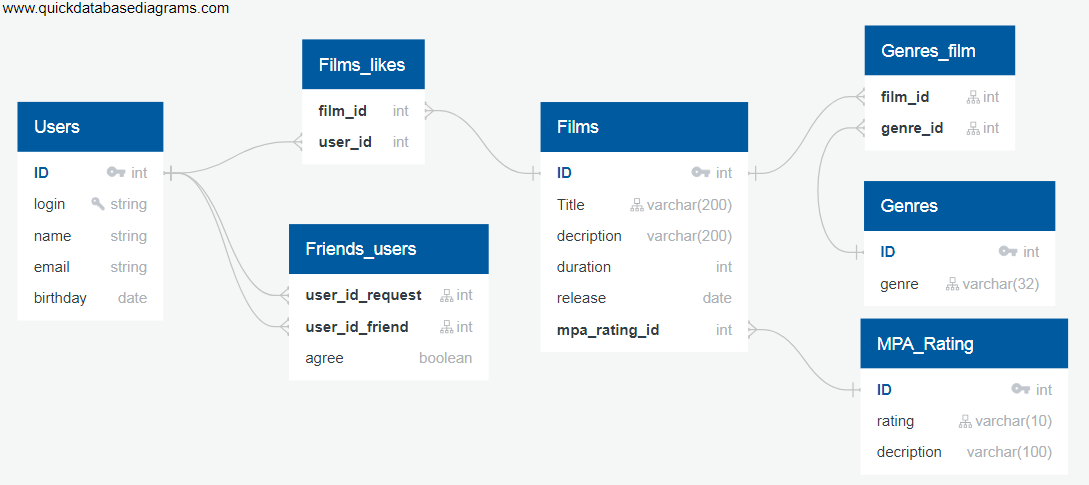 www.quickdatabasediagrams.com
Users
ID int
login string
name string
email string
birthday date
Films_likes
film_id int
user_id int
Friends_users
user_id_request int
user_id_friend int
agree boolean
Films
ID int
Title varchar(200)
decription varchar(200)
duration int
release date
mpa_rating_id int
Genres_film
film_id int
genre_id int
Genres
ID int
genre varchar(32)
MPA_Rating
ID int
rating varchar(10)
decription varchar(100)